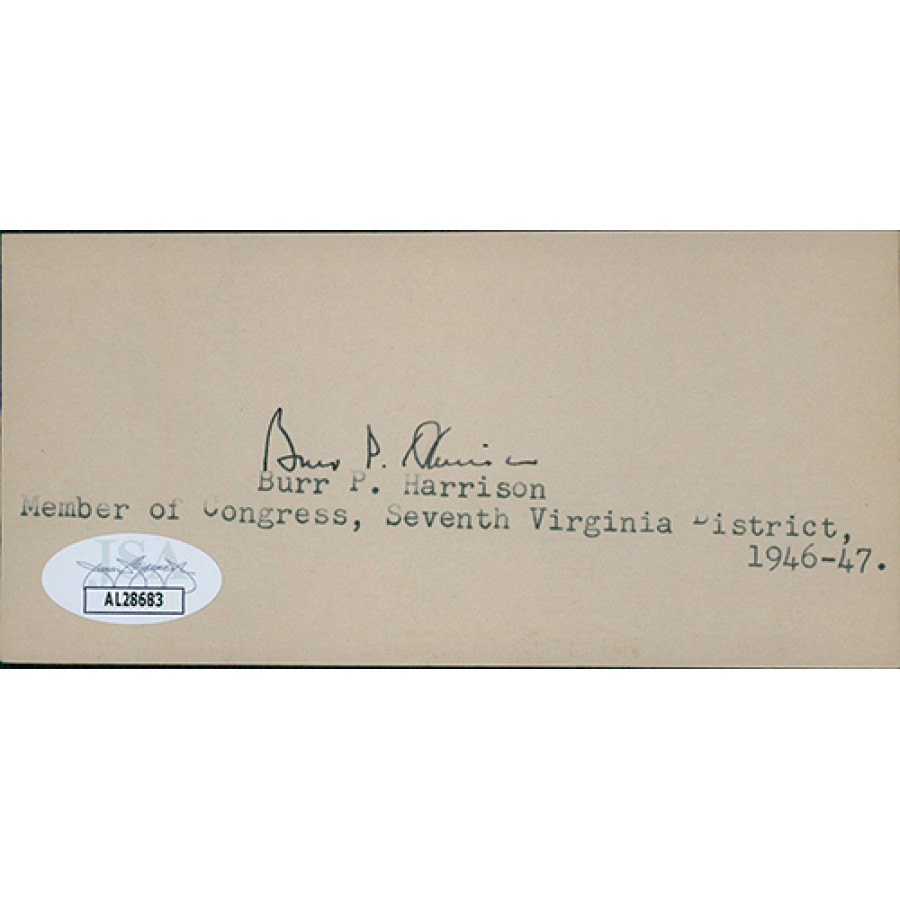 Burr P. Harrison
Burr P. Harrison
Member of Congress, Seventh Virginia District,
1946-47.
JSA
AL28683